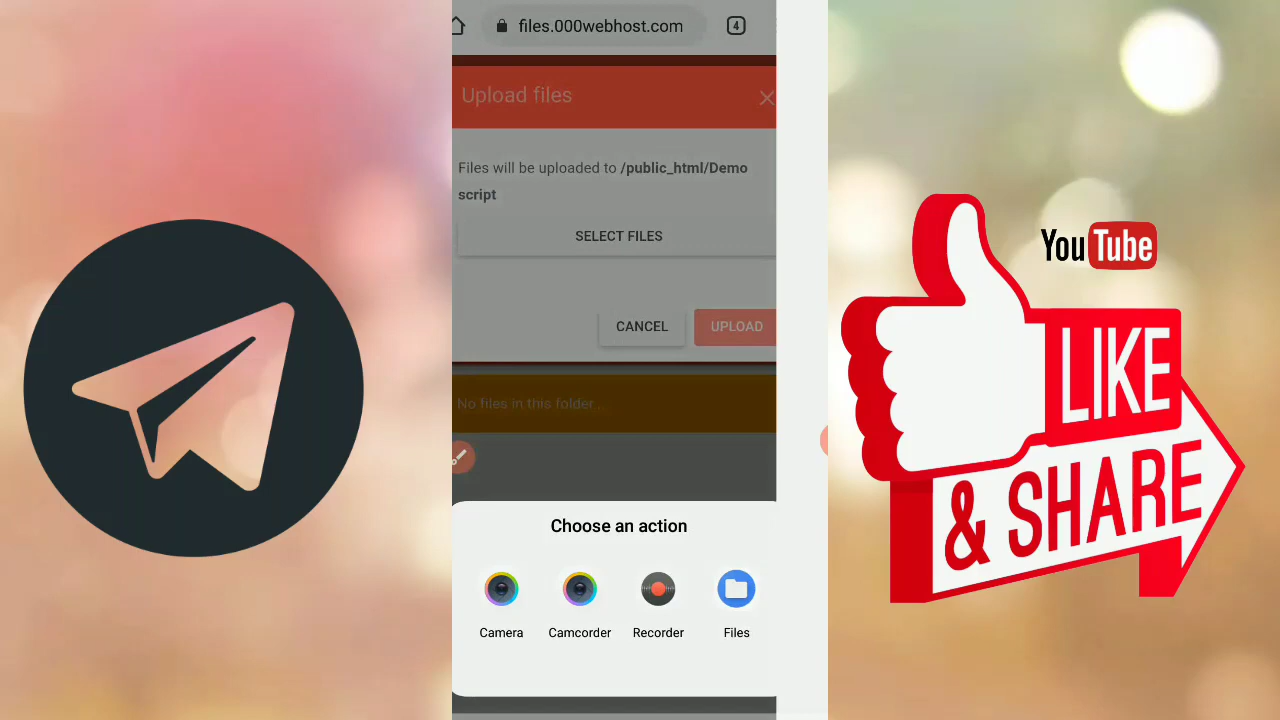 files.000webhost.com
4
Upload files
Files will be uploaded to /public_html/Demo
script
SELECT FILES
CANCEL
UPLOAD
No files in this folder .
Choose an action
Camera
Camcorder
Recorder
Files
YouTube
LIKE
& SHARE